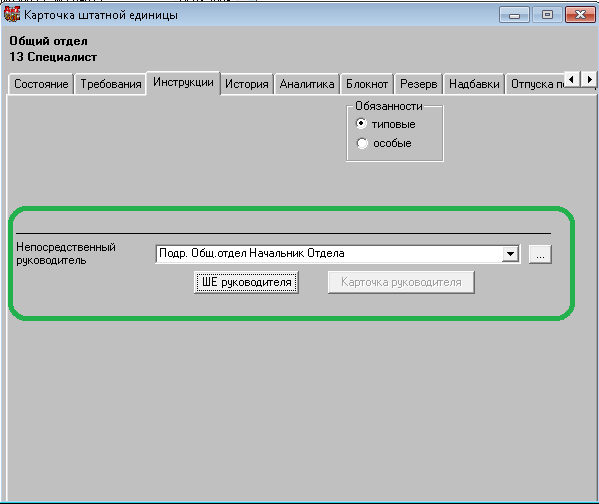 Карточка штатной единицы
Общий отдел
13 Специалист
Состояние Требования Инструкции История Аналитика Блокнот Резерв Надбавки Отпуска по
Обязанности
типовые
особые
Непосредственный
руководитель
Подр. Общ.отдел Начальник Отдела
...
ШЕ руководителя Карточка руководителя